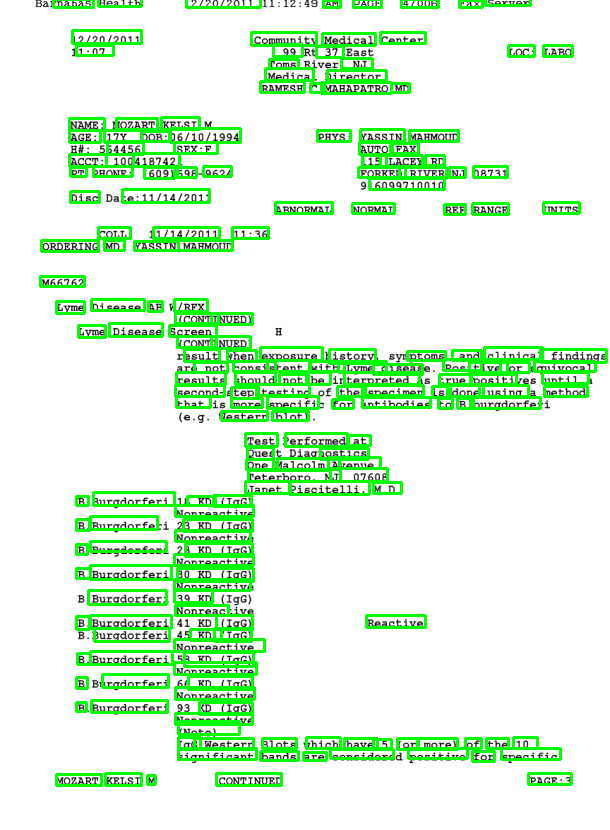 Barnabas Health 12/20/2011 11:12:49 AM PAGE 47006 Fax Server
12/20/2011 Community Medical Center
11:07 99 Rt 37 East LOC: LABO
Toms River, NJ
Medical Director
RAMESH C MAHAPATRO MD
NAME: MOZART, KELSI M
AGE: 17Y DOB: 06/10/1994 PHYS: YASSIN MAHMOUD
H#: 564456 SEX:F AUTO FAX
ACCT: 100418742 115 LACEY RD
PT PHONE: (609)698-9624 FORKED RIVER NJ 08731
9 6099710010
Disc Date:11/14/2011
ABNORMAL NORMAL REF RANGE UNITS
COLL: 11/14/2011 11:36
ORDERING MD: YASSIN MAHMOUD
M66762
Lyme Disease AB W/RFX
(CONTINUED)
Lyme Disease Screen H
(CONTINUED)
result when exposure history, symptoms, and clinical findings
are not consistent with Lyme disease. Positive or equivocal
results should not be interpreted as true positives until a
second-step testing of the specimen is done using a method
that is more specific for antibodies to B burgdorferi
(e.g. Western blot).
Test Performed at
Quest Diagnostics
One Malcolm Avenue
Teterboro, NJ 07608
Janet Piscitelli, M.D.
B.Burgdorferi 18 KD (IgG)
Nonreactive
B.Burgdorferi 23 KD (IgG)
Nonreactive
B.Burgdorferi 28 KD (IgG)
Nonreactive
B.Burgdorferi 30 KD (IgG)
Nonreactive
B.Burgdorferi 39 KD (IgG)
Nonreactive
B.Burgdorferi 41 KD (IgG) Reactive
B.Burgdorferi 45 KD (IgG)
Nonreactive
B.Burgdorferi 58 KD (IgG)
Nonreactive
B.Burgdorferi 66 KD (IgG)
Nonreactive
B.Burgdorferi 93 KD (IgG)
Nonreactive
(Note)
IgG Western Blots which have 5 (or more) of the 10
significant bands are considered positive for specific
MOZART, KELSI M CONTINUED PAGE:3